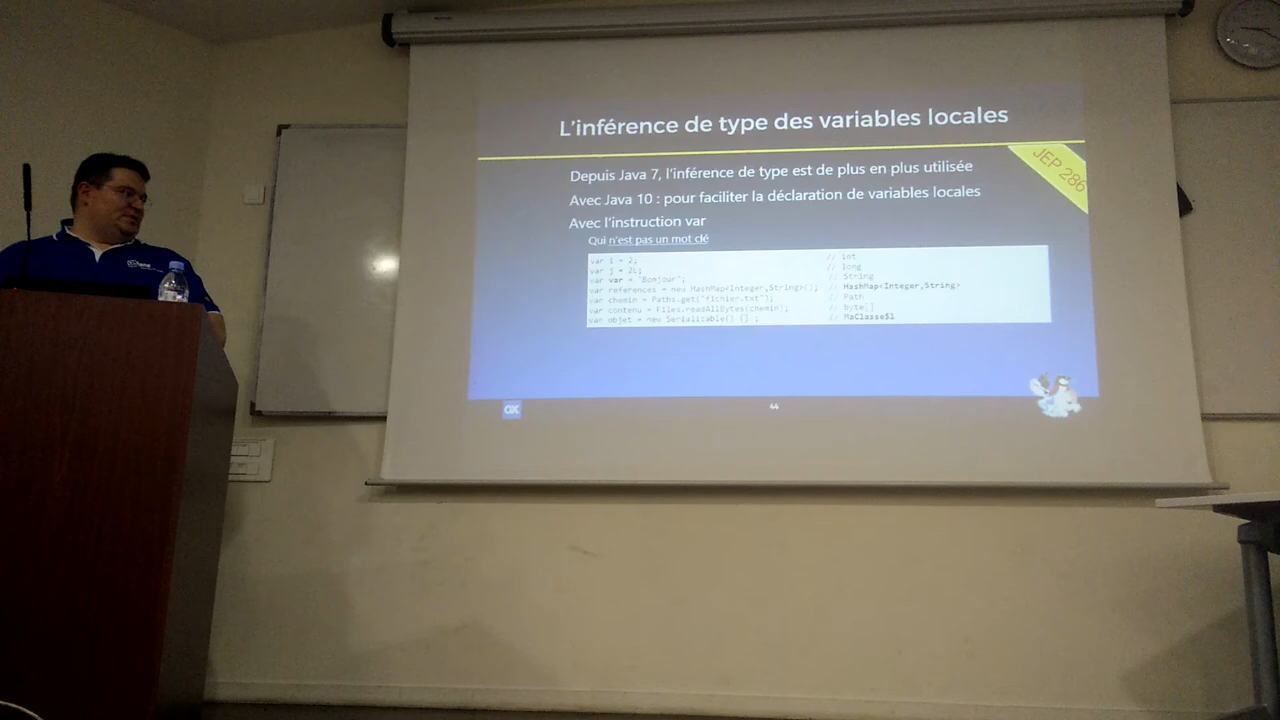 L'inférence de type des variables locales
JEP 286
Depuis Java 7, l'inférence de type est de plus en plus utilisée
Avec Java 10 : pour faciliter la déclaration de variables locales
Avec l'instruction var
Qui n'est pas un mot clé
var i = 2; // int
var j = 2L; // long
var var = "Bonjour"; // String
var references = new HashMap<Integer,String>(); // HashMap<Integer,String>
var chemin = Paths.get("fichier.txt"); // Path
var contenu = Files.readAllBytes(chemin); // byte[]
var objet = new Serializable() {} ; // MaClasse$1
44